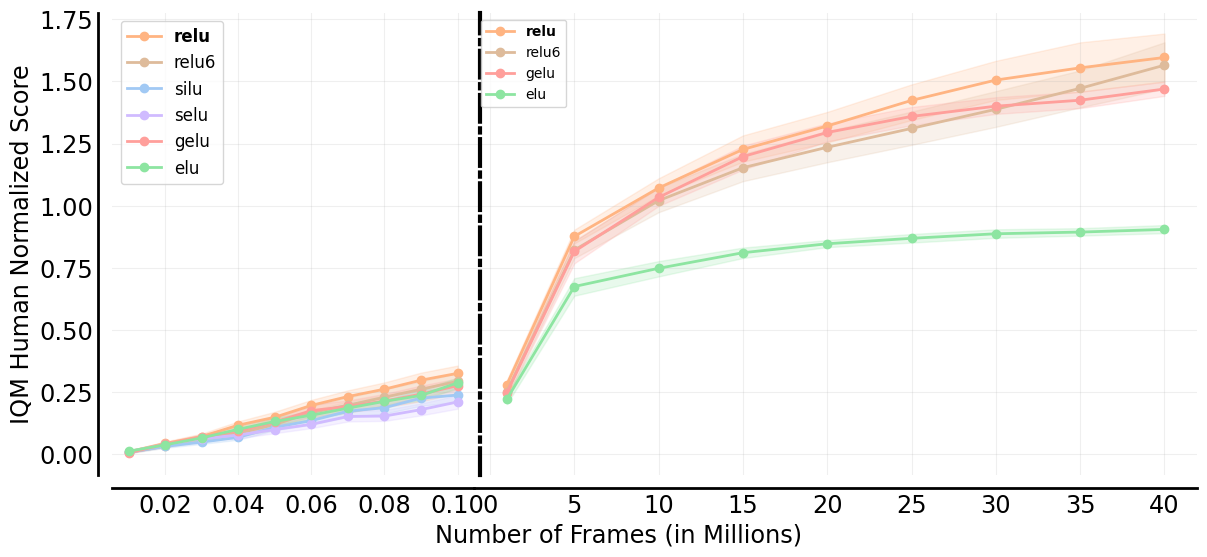 IQM Human Normalized Score
1.75
1.50
1.25
1.00
0.75
0.50
0.25
0.00
relu
relu6
silu
selu
gelu
elu
relu
relu6
gelu
elu
0.02 0.04 0.06 0.08 0.10 0 5 10 15 20 25 30 35 40
Number of Frames (in Millions)